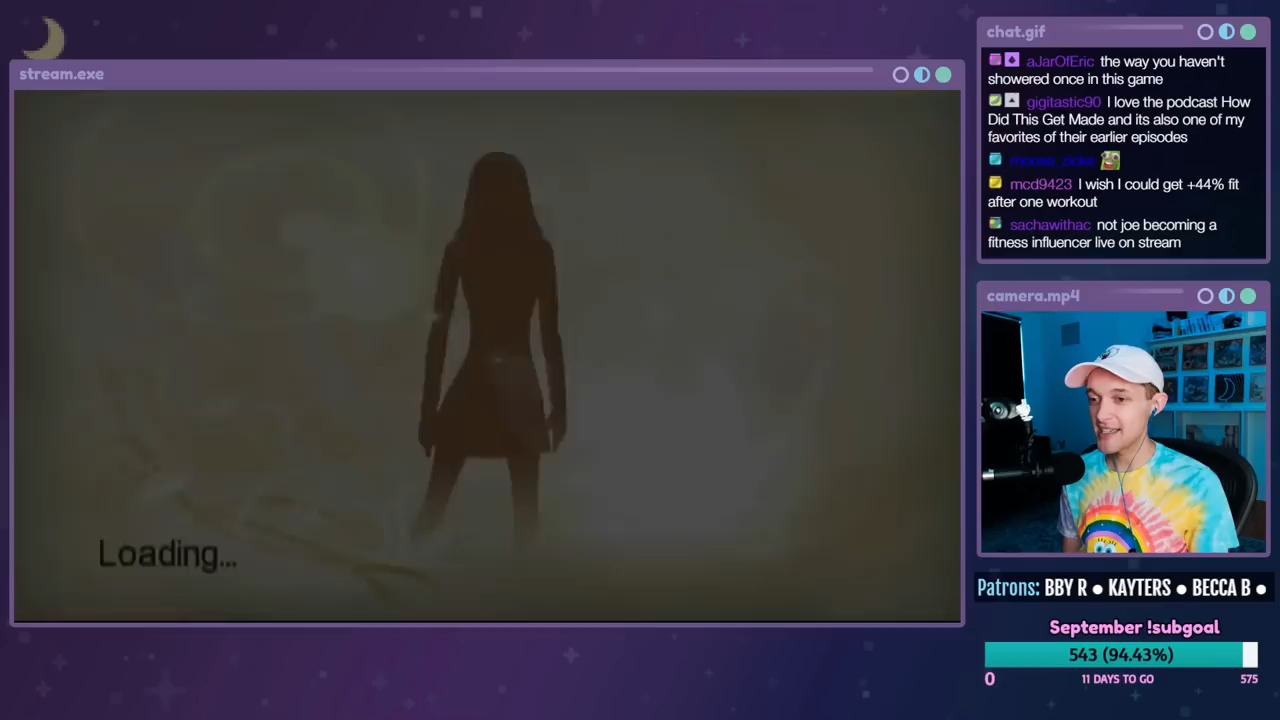 stream.exe
Loading...
chat.gif
aJarOfEric the way you haven't
showered once in this game
gigitastic90 I love the podcast How
Did This Get Made and its also one of my
favorites of their earlier episodes
mcd9423 I wish I could get +44% fit
after one workout
sachawithac not joe becoming a
fitness influencer live on stream
camera.mp4
Patrons: BBY R ● KAYTERS ● BECCA B ●
September !subgoal
543 (94.43%)
0 11 DAYS TO GO 575